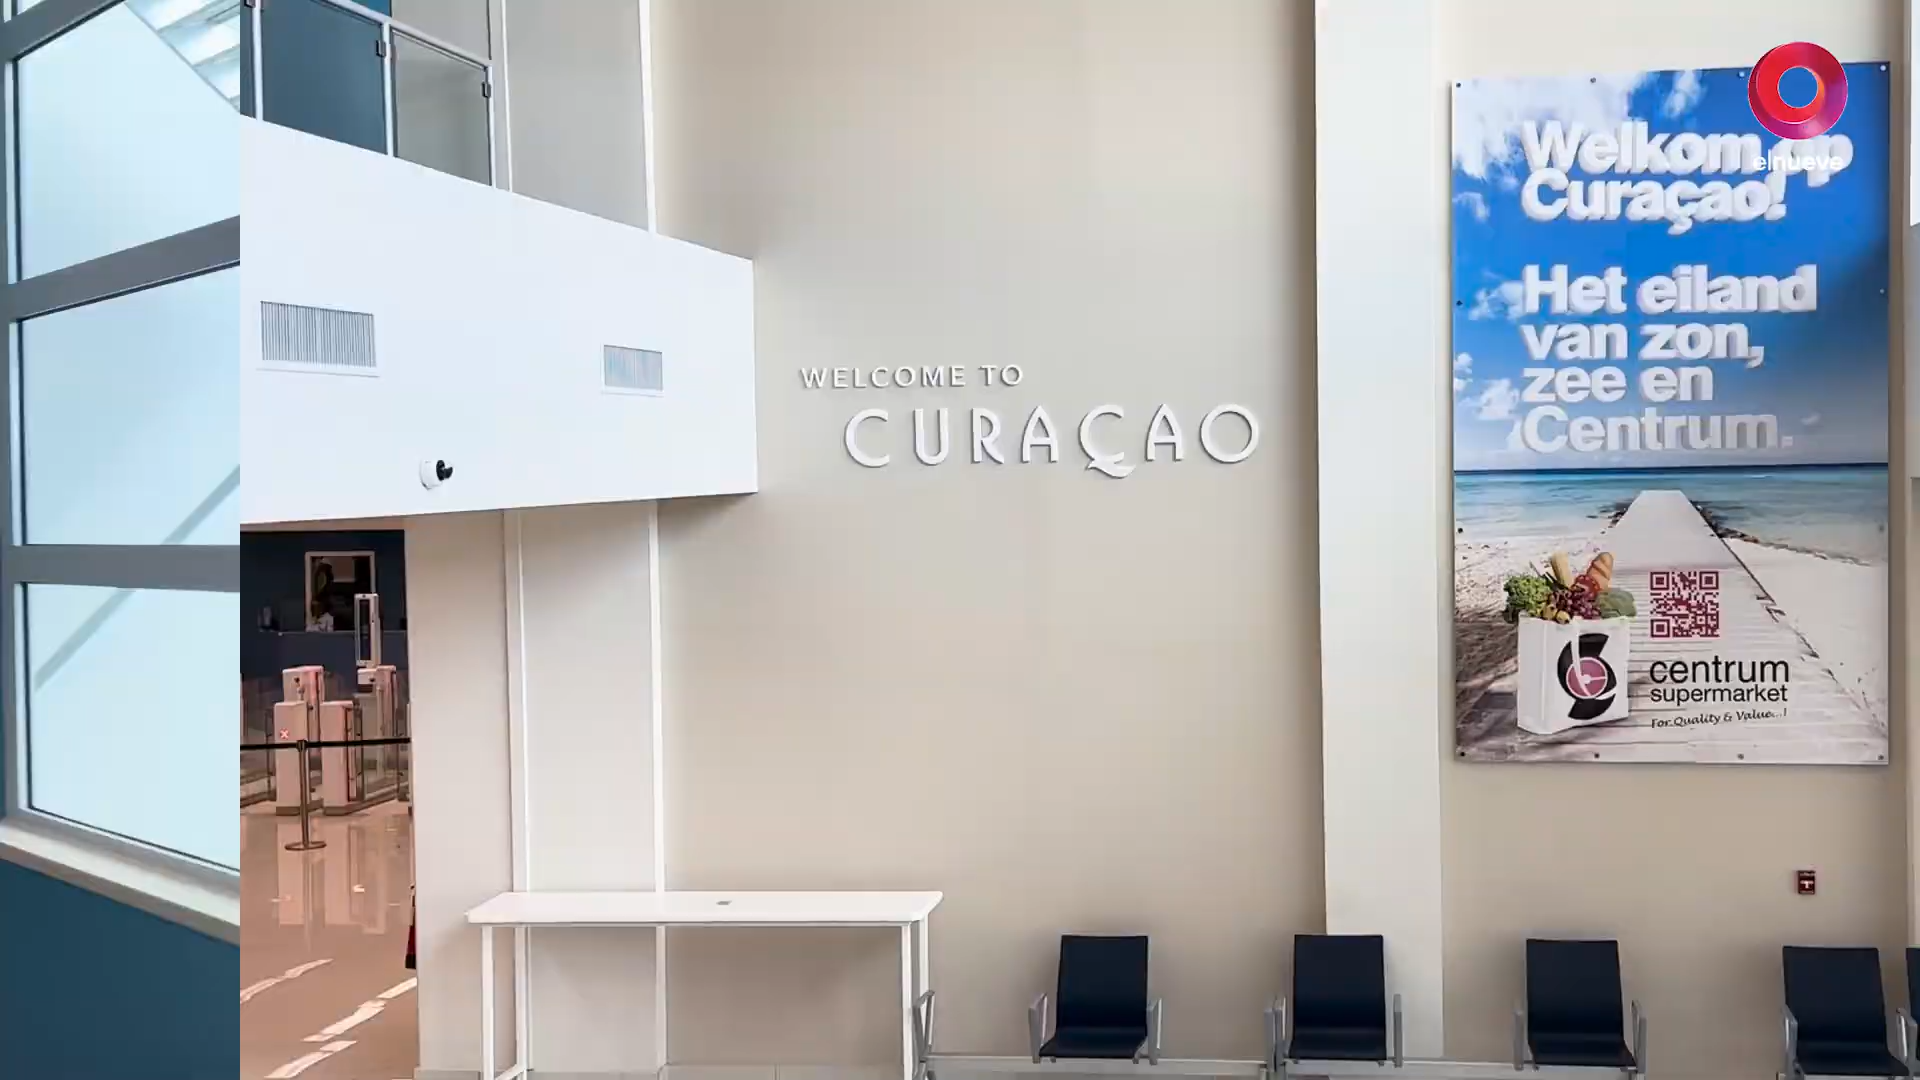 WELCOME TO
CURAÇAO
Welkom op
Curaçao!
Het eiland
van zon,
zee en
Centrum.
centrum
supermarket
For Quality & Value...!
elnueve